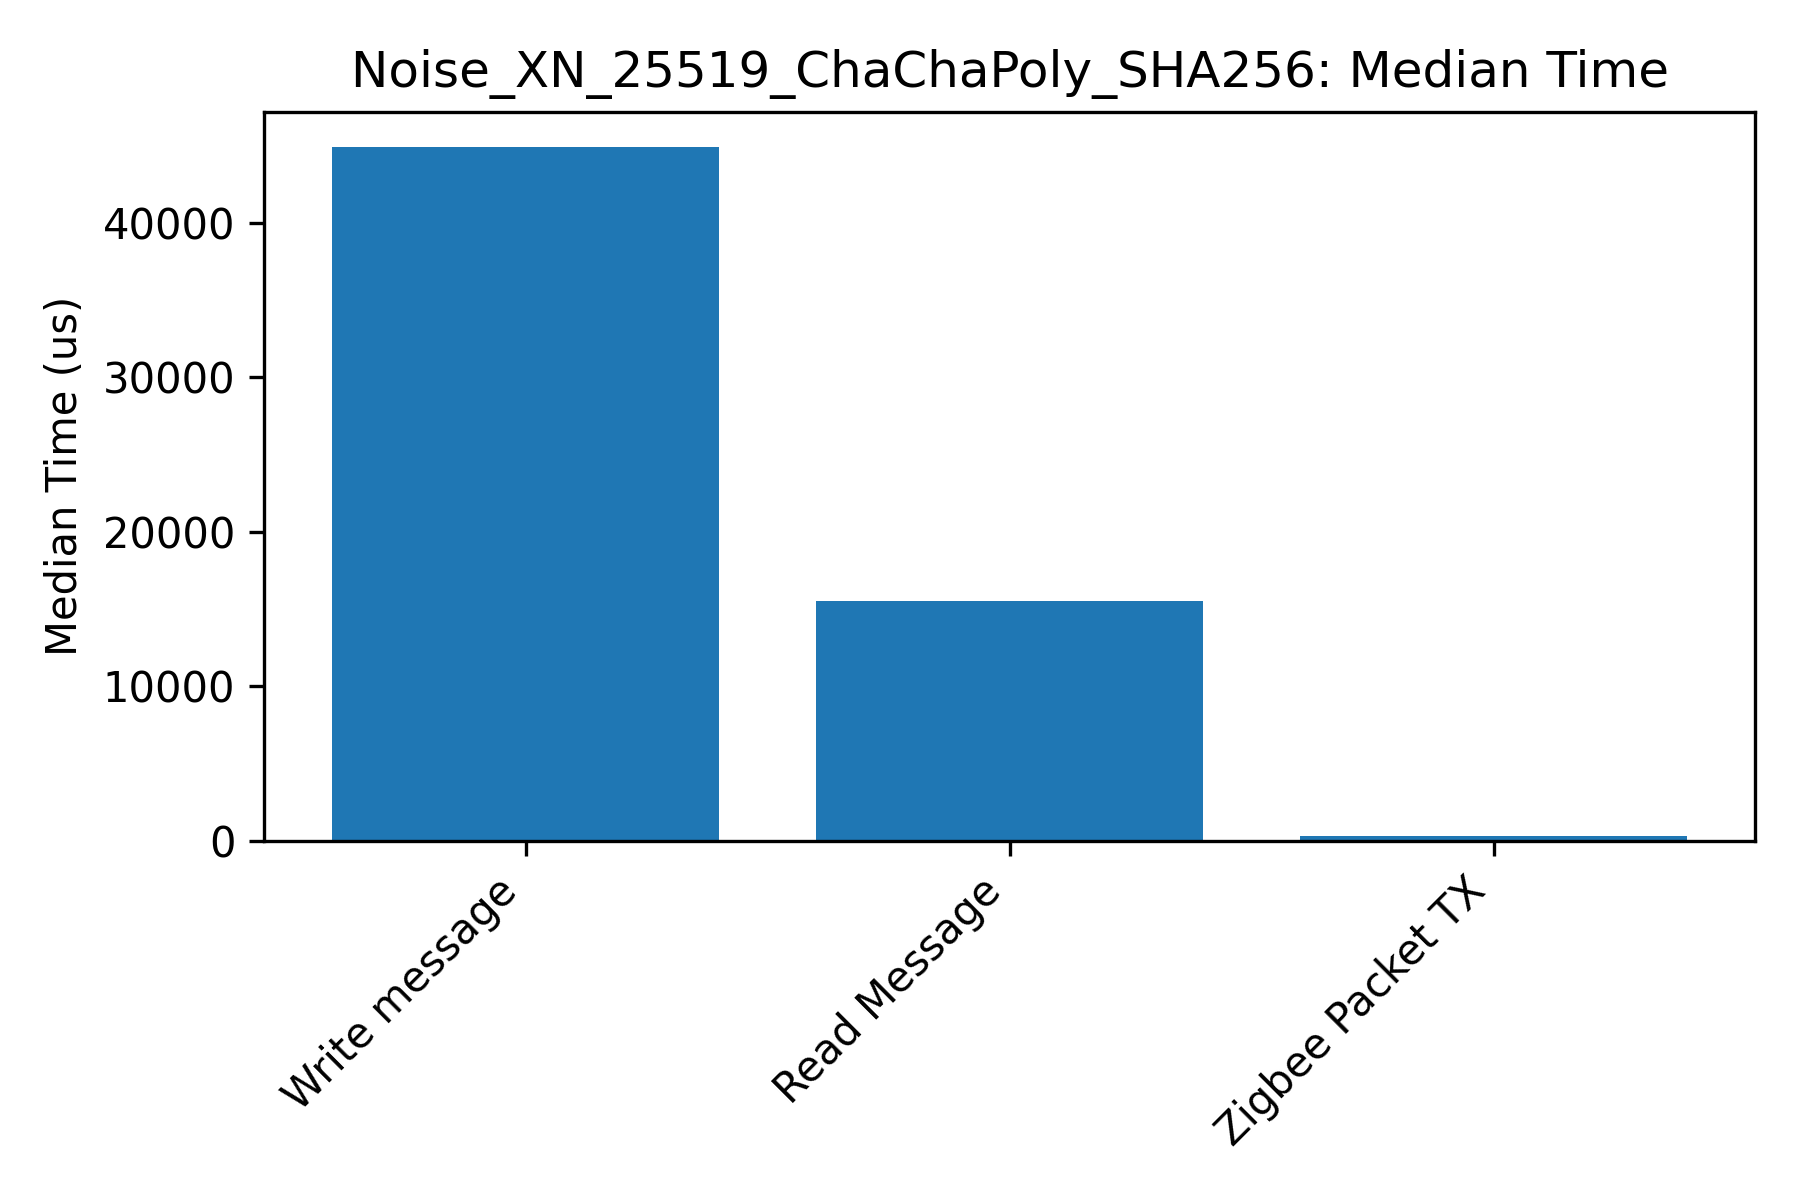 Noise_XN_25519_ChaChaPoly_SHA256: Median Time
Median Time (us)
40000
30000
20000
10000
0
Write message
Read Message
Zigbee Packet TX